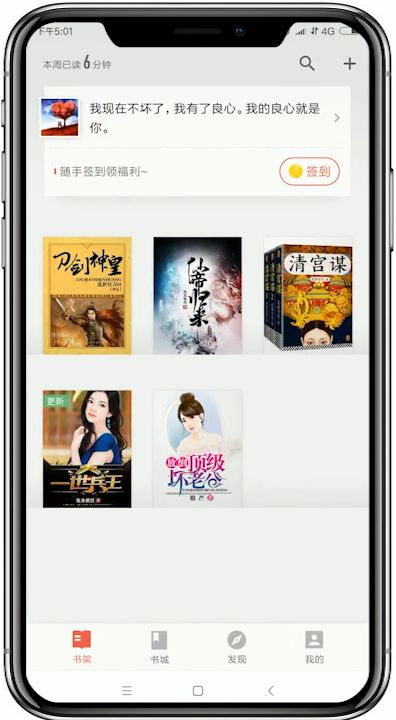 下午5:01
4G
本周已读6分钟
我现在不坏了，我有了良心。我的良心就是
你。
随手签到领福利~
签到
刀剑神皇
DAOJIANSHENHUANG
仙帝归来
清宫谋
更新
一世兵王
放倒顶级
坏老公
书架
书城
发现
我的